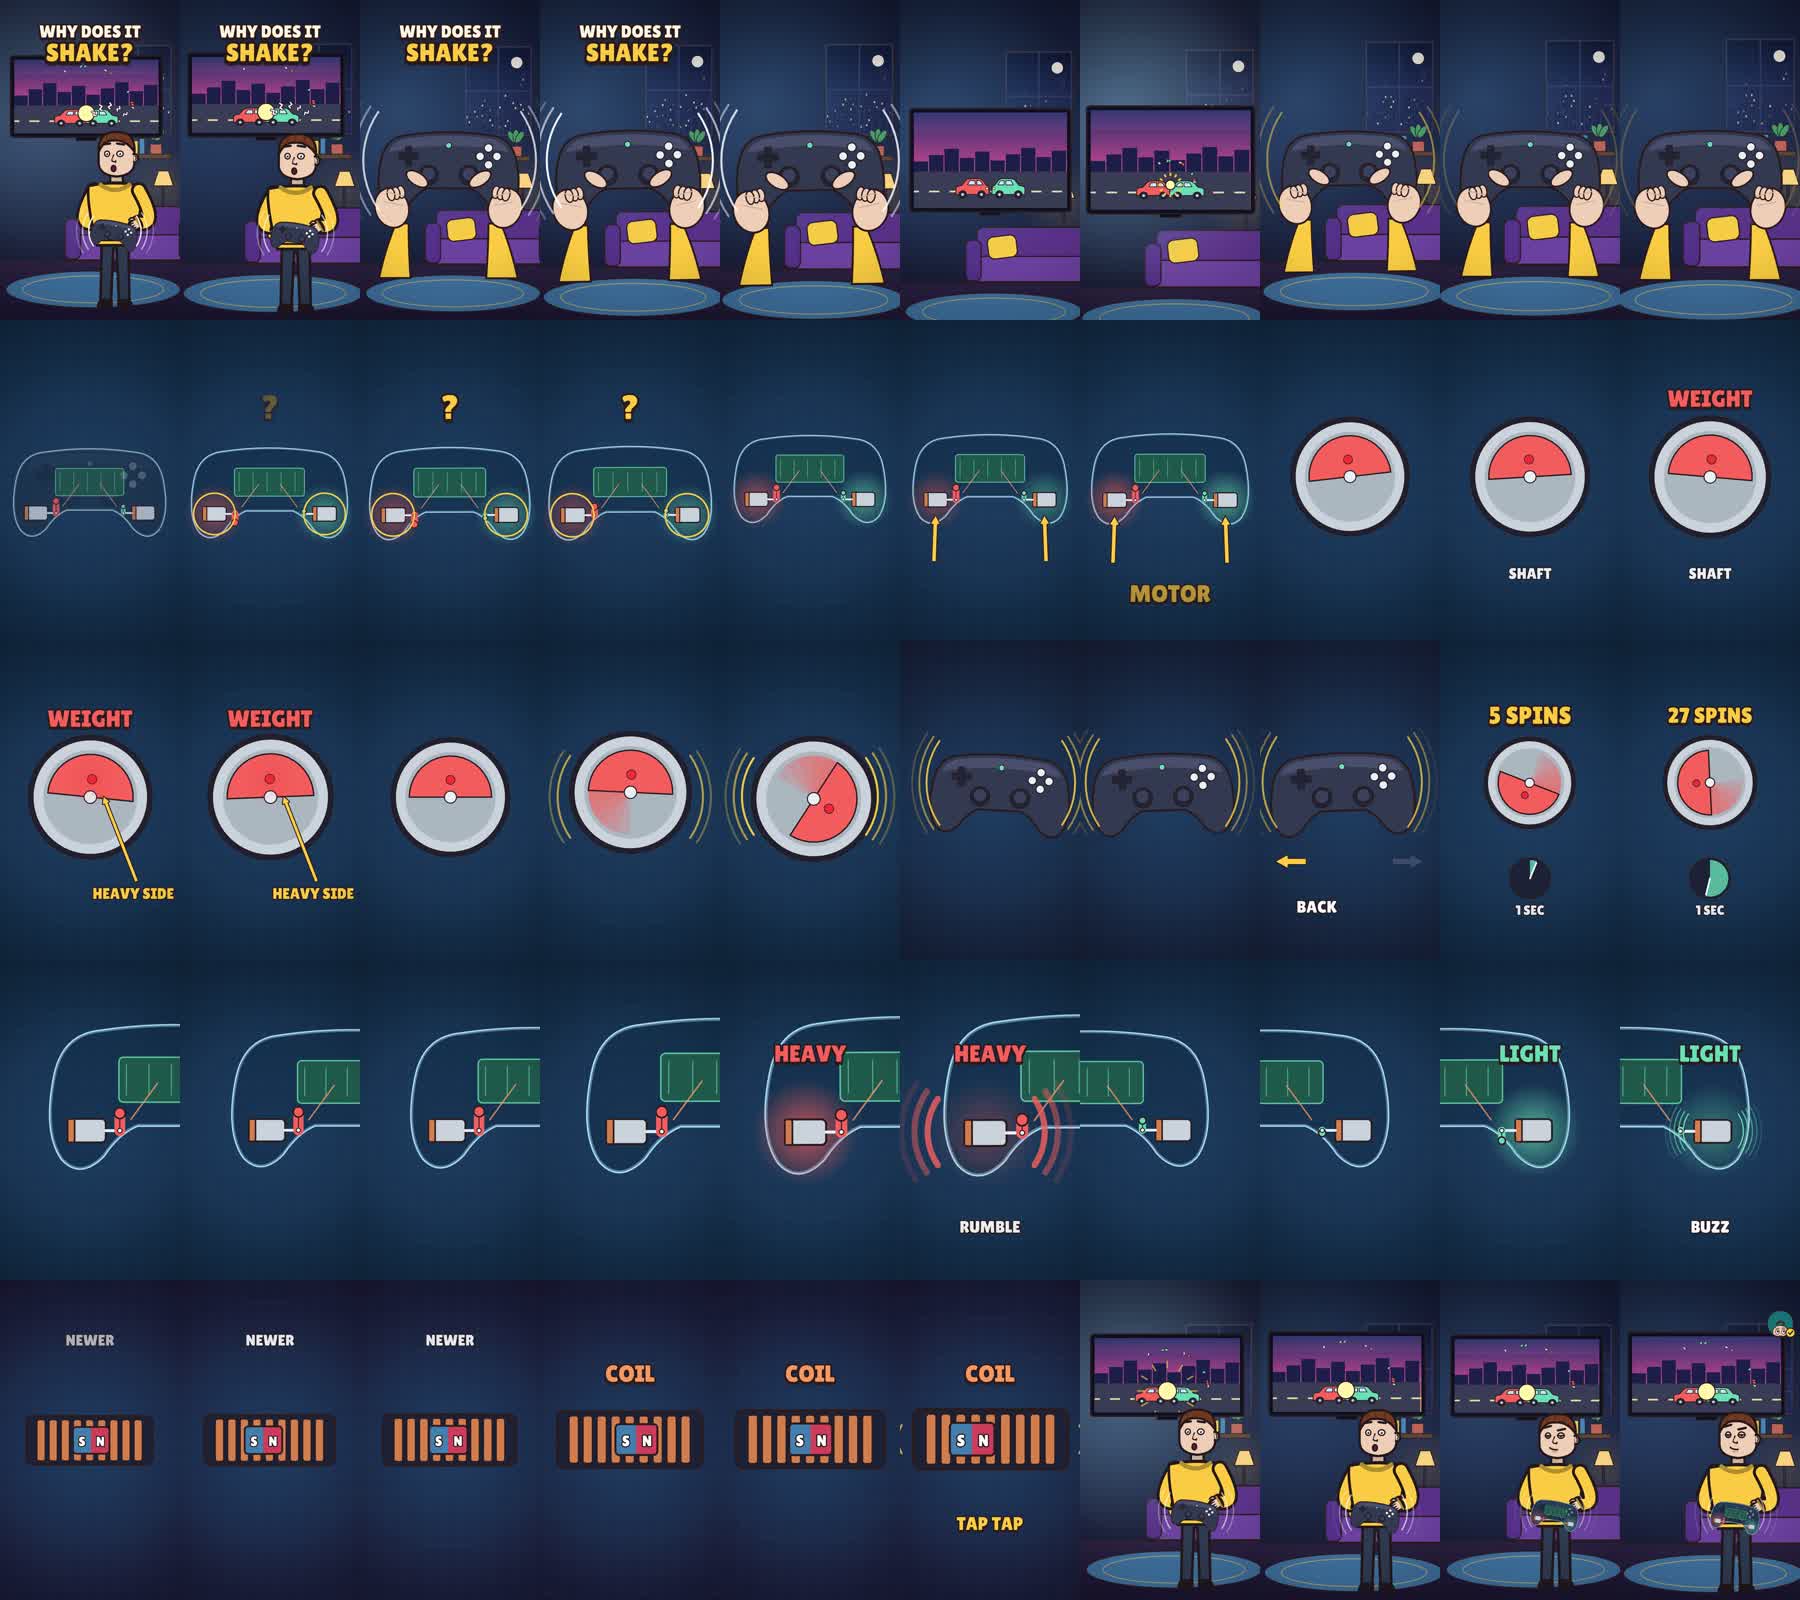 WHY DOES IT
SHAKE?
WHY DOES IT
SHAKE?
WHY DOES IT
SHAKE?
WHY DOES IT
SHAKE?
?
?
?
MOTOR
SHAFT
WEIGHT
SHAFT
WEIGHT
HEAVY SIDE
WEIGHT
HEAVY SIDE
BACK
5 SPINS
1 SEC
27 SPINS
1 SEC
HEAVY
HEAVY
RUMBLE
LIGHT
LIGHT
BUZZ
NEWER
S N
NEWER
S N
NEWER
S N
COIL
S N
COIL
S N
COIL
S N
TAP TAP